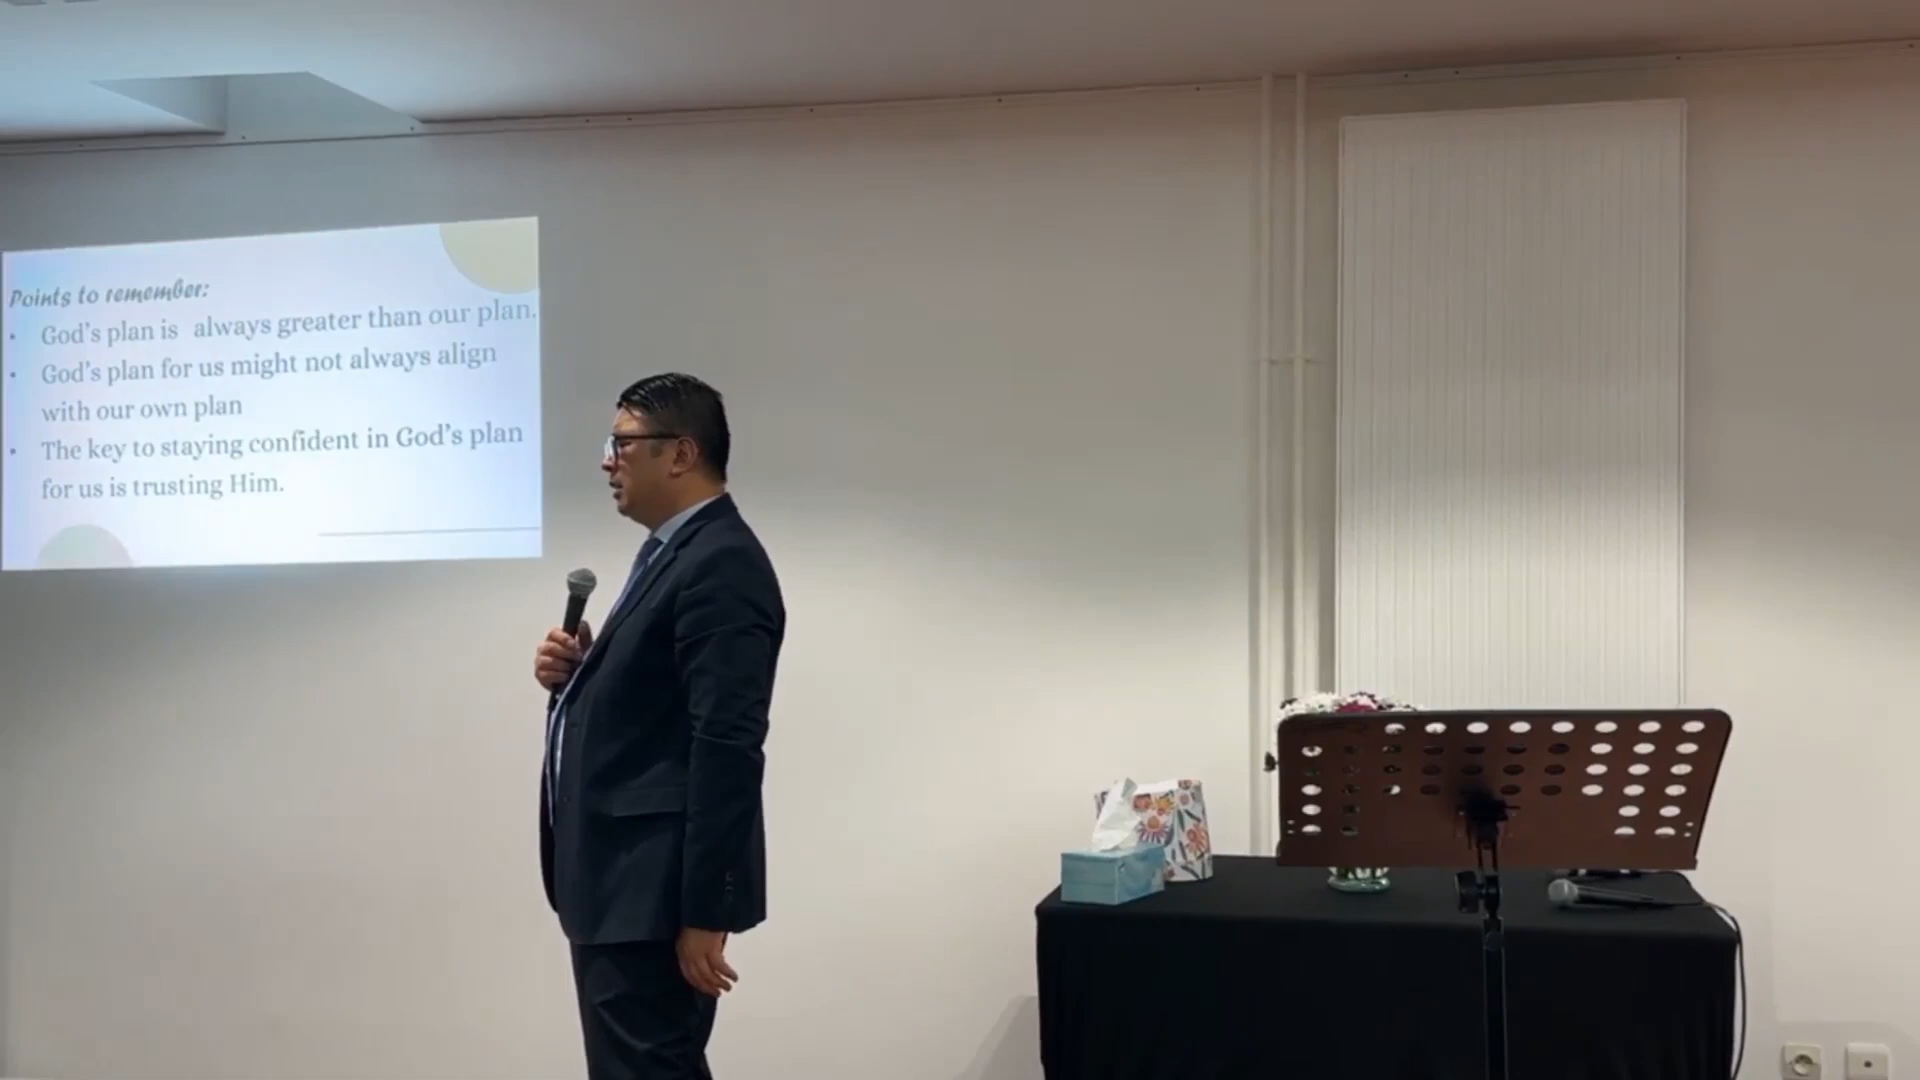 Points to remember:
• God's plan is always greater than our plan.
• God's plan for us might not always align
with our own plan
• The key to staying confident in God's plan
for us is trusting Him.